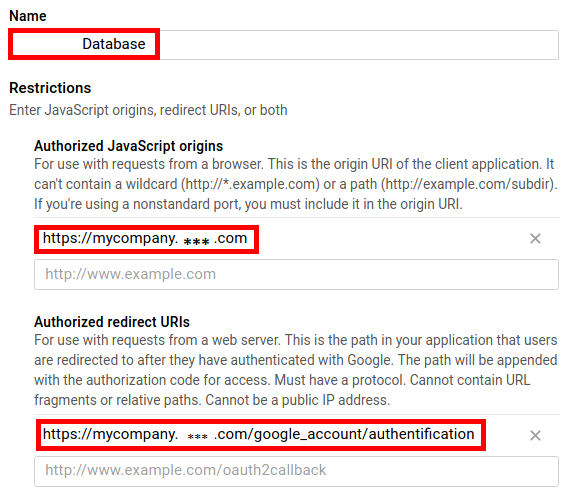 Name
Database
Restrictions
Enter JavaScript origins, redirect URIs, or both
Authorized JavaScript origins
For use with requests from a browser. This is the origin URI of the client application. It
can't contain a wildcard (http://*.example.com) or a path (http://example.com/subdir).
If you're using a nonstandard port, you must include it in the origin URI.
https://mycompany. *** .com
http://www.example.com
Authorized redirect URIs
For use with requests from a web server. This is the path in your application that users
are redirected to after they have authenticated with Google. The path will be appended
with the authorization code for access. Must have a protocol. Cannot contain URL
fragments or relative paths. Cannot be a public IP address.
https://mycompany. *** .com/google_account/authentification
http://www.example.com/oauth2callback